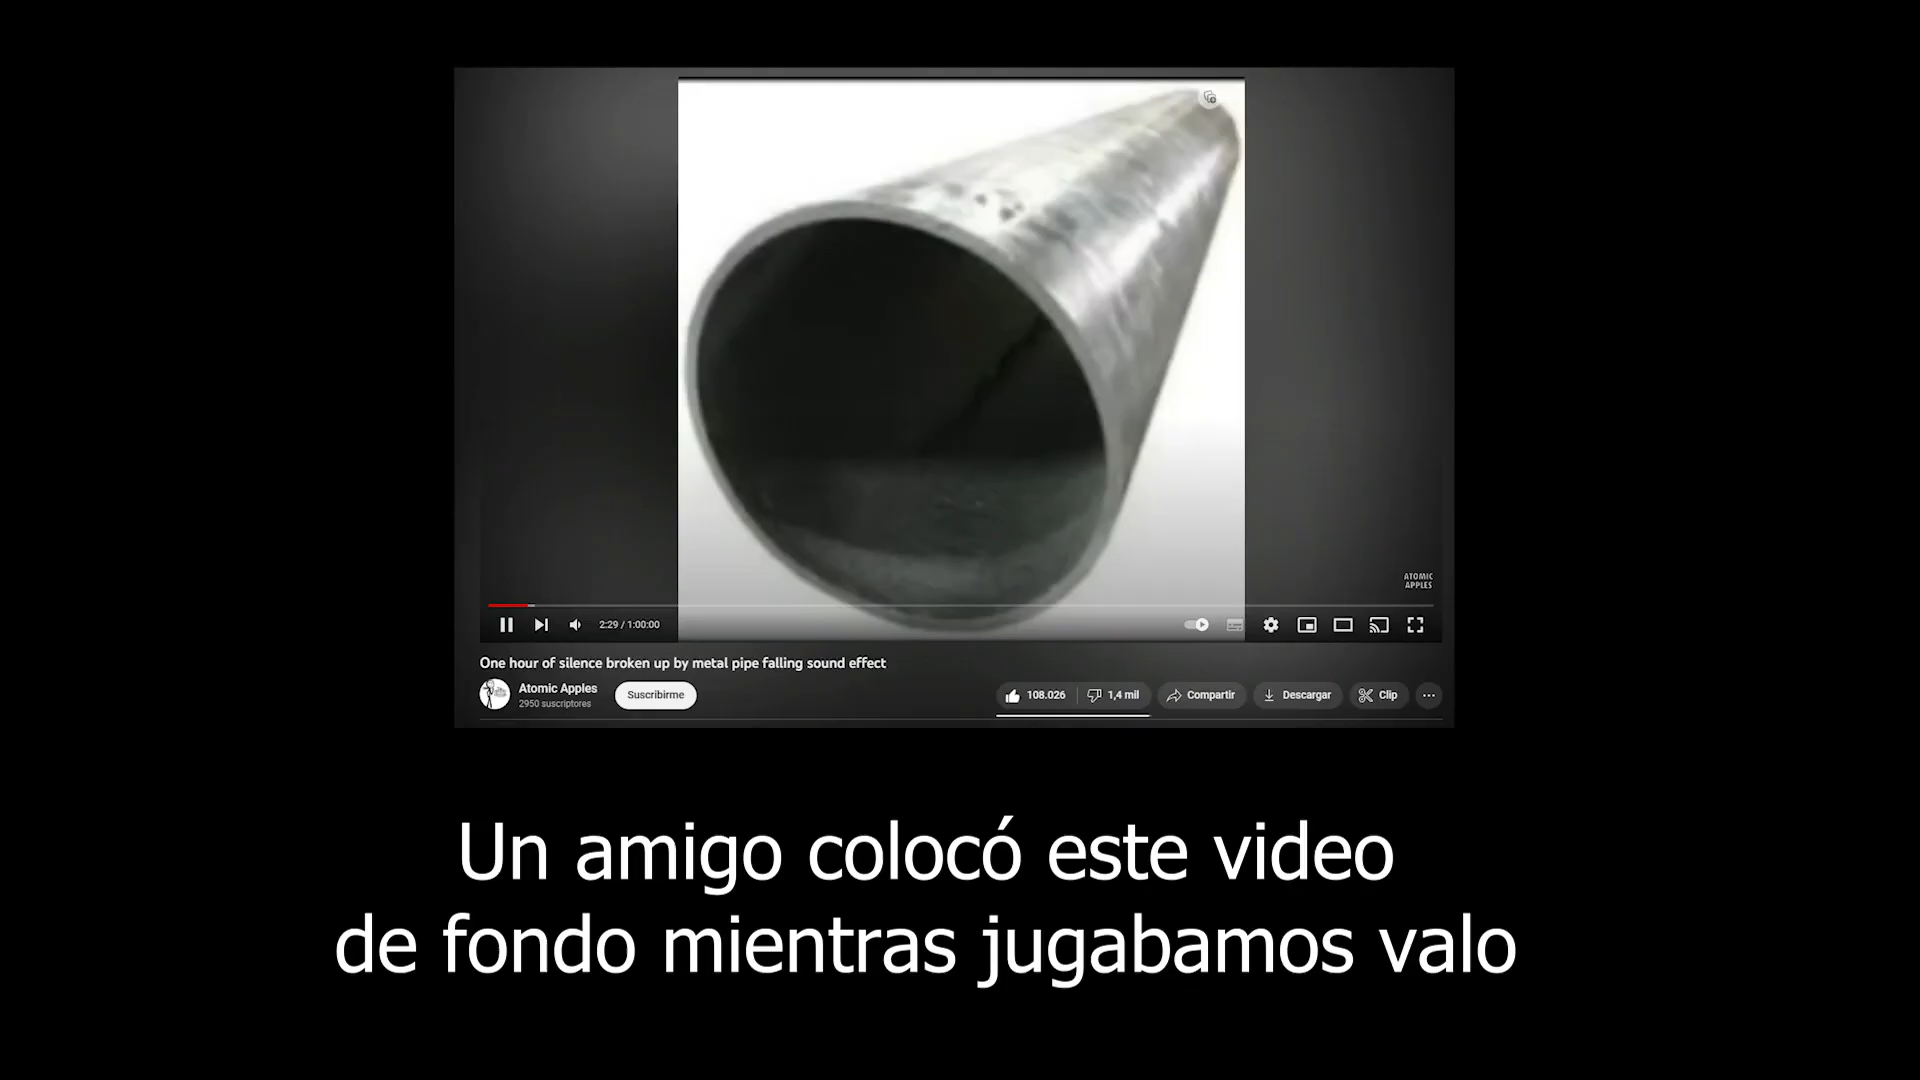 ATOMIC
APPLES
2:29 / 1:00:00
One hour of silence broken up by metal pipe falling sound effect
Atomic Apples
2950 suscriptores
Suscribirme
108.026
1,4 mil
Compartir
Descargar
Clip
Un amigo colocó este video
de fondo mientras jugabamos valo